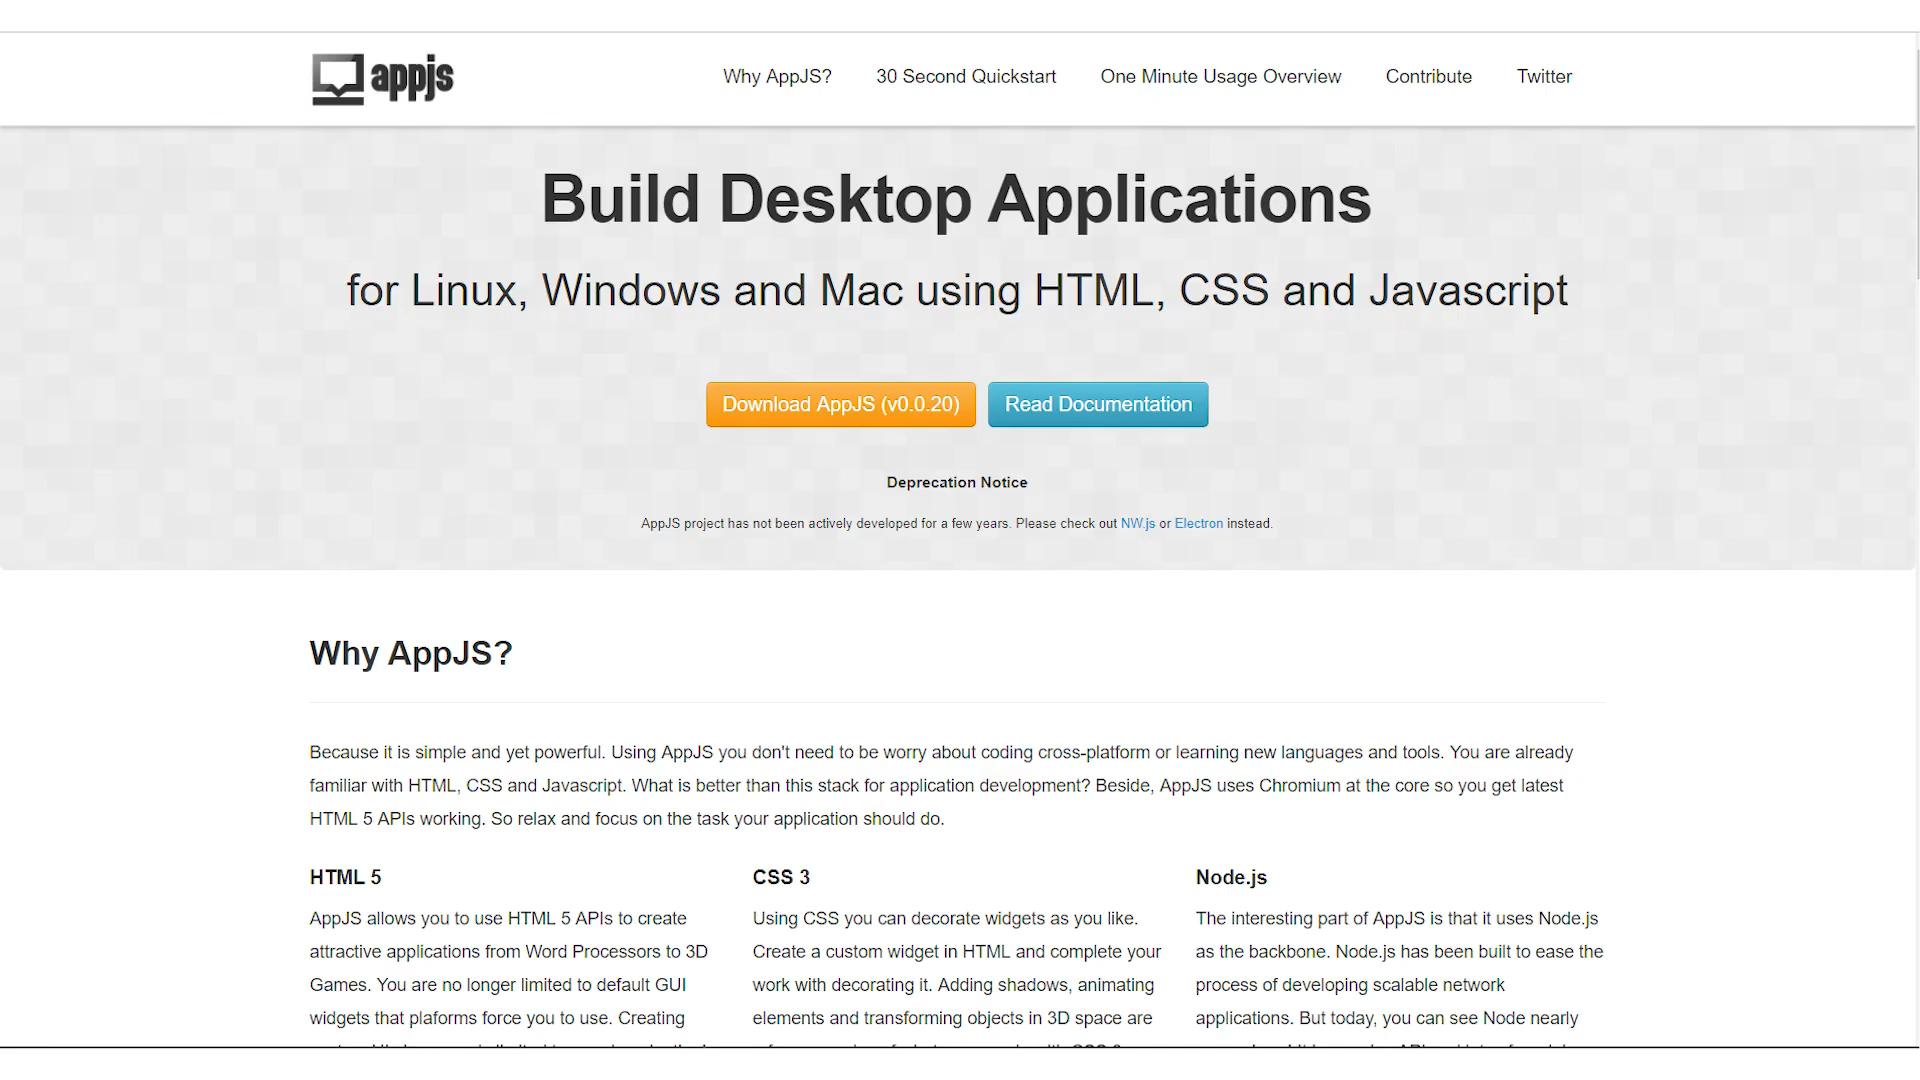 appjs
Why AppJS?
30 Second Quickstart
One Minute Usage Overview
Contribute
Twitter
Build Desktop Applications
for Linux, Windows and Mac using HTML, CSS and Javascript
Download AppJS (v0.0.20)
Read Documentation
Deprecation Notice
AppJS project has not been actively developed for a few years. Please check out NW.js or Electron instead.
Why AppJS?
Because it is simple and yet powerful. Using AppJS you don't need to be worry about coding cross-platform or learning new languages and tools. You are already
familiar with HTML, CSS and Javascript. What is better than this stack for application development? Beside, AppJS uses Chromium at the core so you get latest
HTML 5 APIs working. So relax and focus on the task your application should do.
HTML 5
AppJS allows you to use HTML 5 APIs to create
attractive applications from Word Processors to 3D
Games. You are no longer limited to default GUI
widgets that plaforms force you to use. Creating
CSS 3
Using CSS you can decorate widgets as you like.
Create a custom widget in HTML and complete your
work with decorating it. Adding shadows, animating
elements and transforming objects in 3D space are
Node.js
The interesting part of AppJS is that it uses Node.js
as the backbone. Node.js has been built to ease the
process of developing scalable network
applications. But today, you can see Node nearly